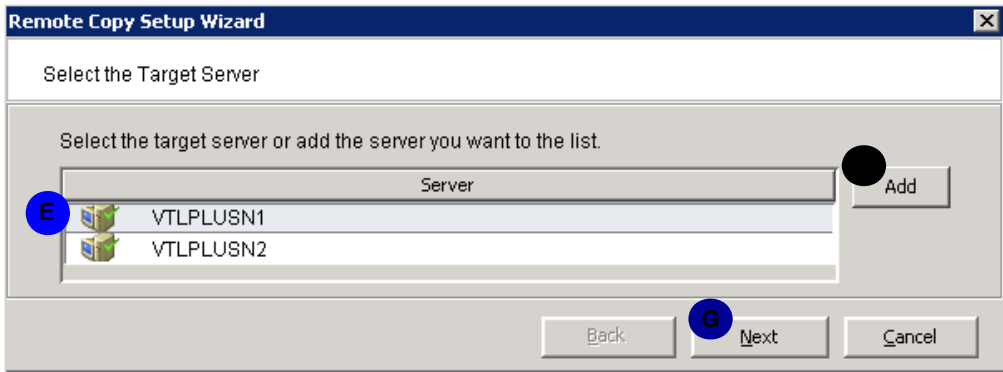 Remote Copy Setup Wizard
Select the Target Server
Select the target server or add the server you want to the list.
Server
Add
E
VTLPLUSN1
VTLPLUSN2
G
Back
Next
Cancel